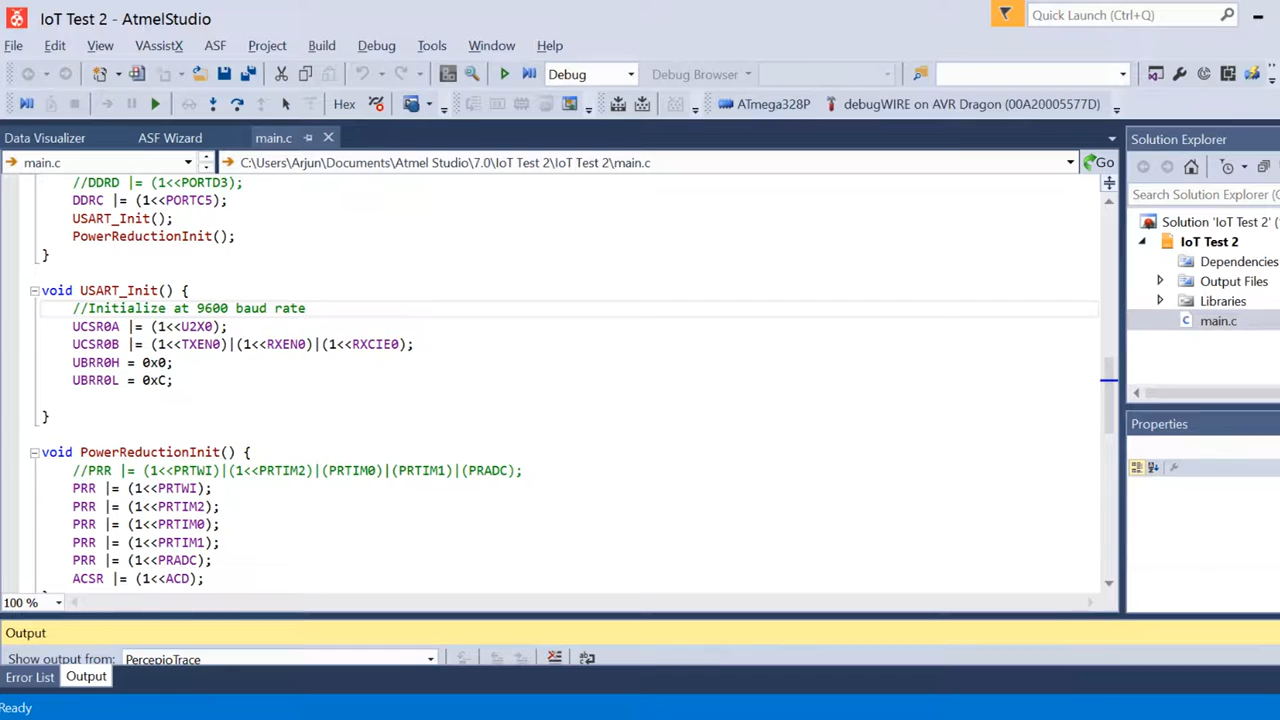 IoT Test 2 - AtmelStudio
Quick Launch (Ctrl+Q)
File Edit View VAssistX ASF Project Build Debug Tools Window Help
Debug Debug Browser
Hex ATmega328P debugWIRE on AVR Dragon (00A20005577D)
Data Visualizer ASF Wizard main.c
main.c C:\Users\Arjun\Documents\Atmel Studio\7.0\IoT Test 2\IoT Test 2\main.c Go
//DDRD |= (1<<PORTD3);
DDRC |= (1<<PORTC5);
USART_Init();
PowerReductionInit();
}
void USART_Init() {
//Initialize at 9600 baud rate
UCSR0A |= (1<<U2X0);
UCSR0B |= (1<<TXEN0)|(1<<RXEN0)|(1<<RXCIE0);
UBRR0H = 0x0;
UBRR0L = 0xC;
}
void PowerReductionInit() {
//PRR |= (1<<PRTWI)|(1<<PRTIM2)|(PRTIM0)|(PRTIM1)|(PRADC);
PRR |= (1<<PRTWI);
PRR |= (1<<PRTIM2);
PRR |= (1<<PRTIM0);
PRR |= (1<<PRTIM1);
PRR |= (1<<PRADC);
ACSR |= (1<<ACD);
100 %
Solution Explorer
Search Solution Explorer (C
Solution 'IoT Test 2' (
IoT Test 2
Dependencies
Output Files
Libraries
main.c
Properties
Output
Show output from: PercepioTrace
Error List Output
Ready